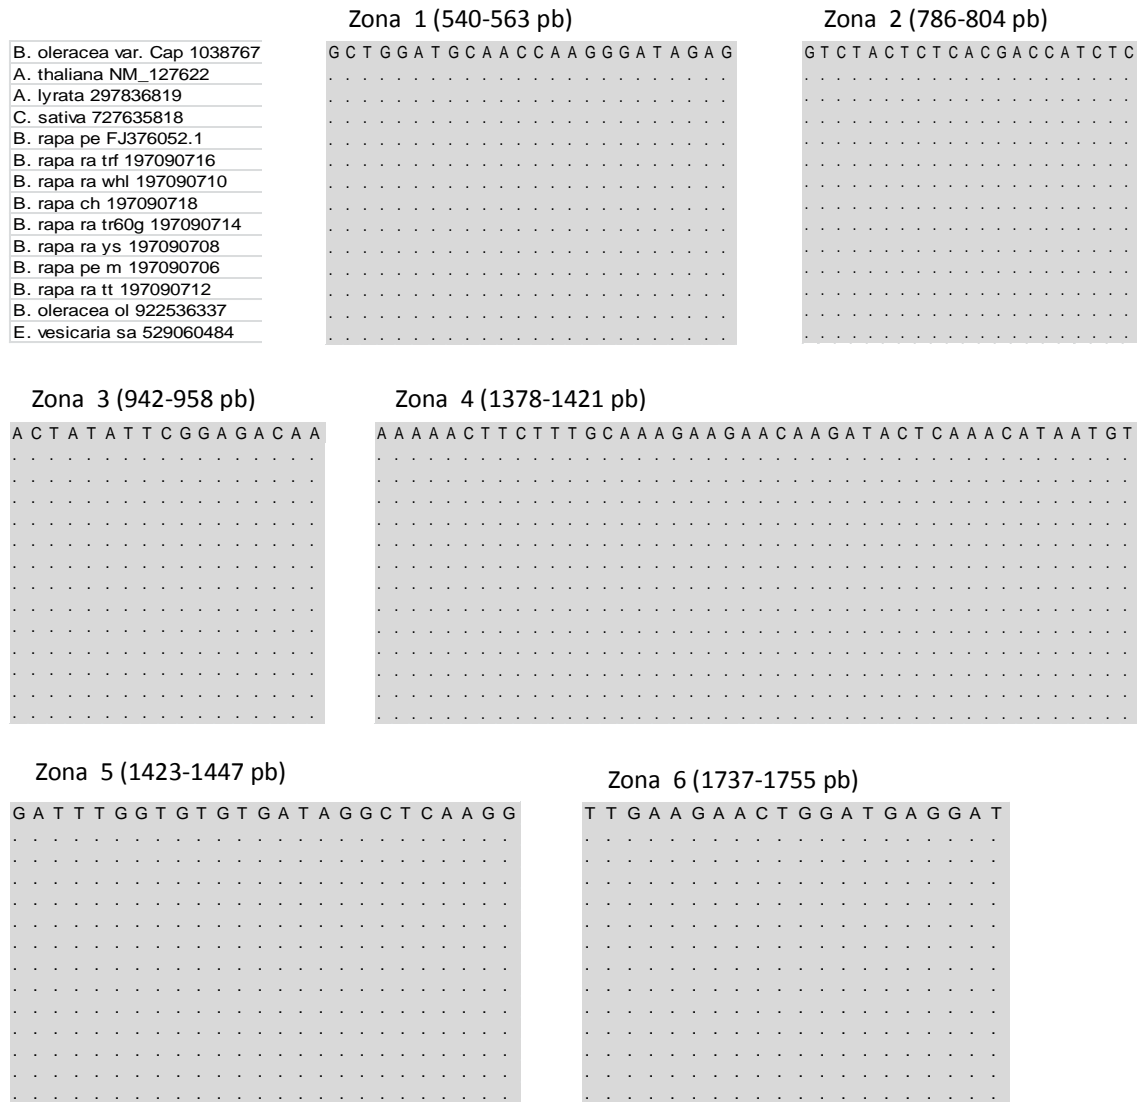 Zona 1 (540-563 pb)
Zona 2 (786-804 pb)
B. oleracea var. Cap 1038767
G C T G G A T G C A A C C A A G G G A T A G A G
G T C T A C T C T C A C G A C C A T C T C
A. thaliana NM_127622
A. lyrata 297836819
C. sativa 727635818
B. rapa pe FJ376052.1
B. rapa ra trf 197090716
B. rapa ra whl 197090710
B. rapa ch 197090718
B. rapa ra tr60g 197090714
B. rapa ra ys 197090708
B. rapa pe m 197090706
B. rapa ra tt 197090712
B. oleracea ol 922536337
E. vesicaria sa 529060484
Zona 3 (942-958 pb)
Zona 4 (1378-1421 pb)
A C T A T A T T C G G A G A C A A
A A A A A C T T C T T T G C A A A G A A G A A C A A G A T A C T C A A A C A T A A T G T
Zona 5 (1423-1447 pb)
Zona 6 (1737-1755 pb)
G A T T T G G T G T G T G A T A G G C T C A A G G
T T G A A G A A C T G G A T G A G G A T